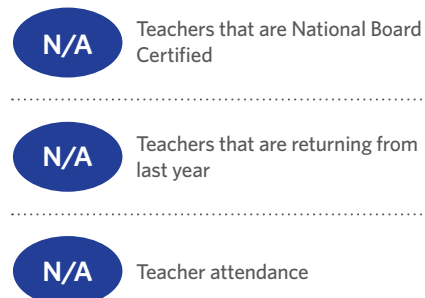 N/A
Teachers that are National Board
Certified
N/A
Teachers that are returning from
last year
N/A
Teacher attendance